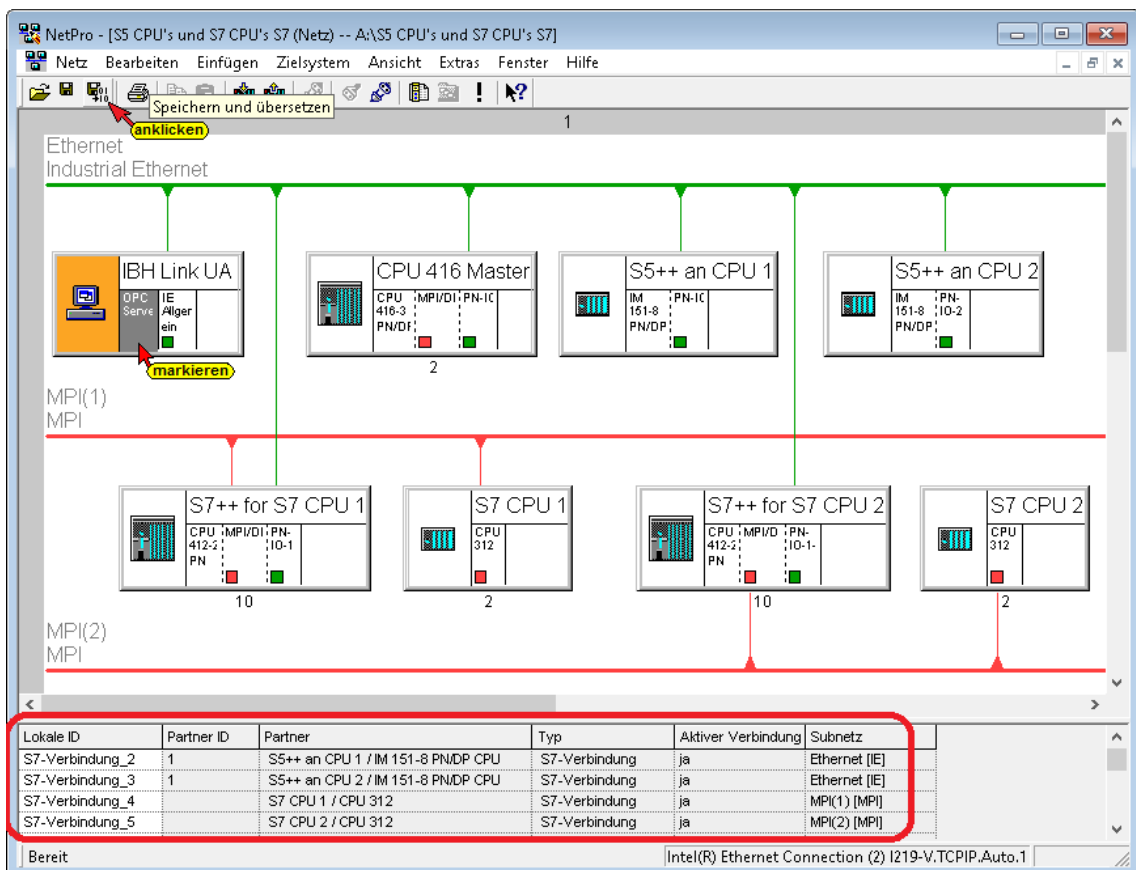 NetPro - [S5 CPU's und S7 CPU's S7 (Netz) -- A:\S5 CPU's und S7 CPU's S7]
Netz Bearbeiten Einfügen Zielsystem Ansicht Extras Fenster Hilfe
Speichern und übersetzen
anklicken
1
Ethernet
Industrial Ethernet
IBH Link UA
OPC Serve
IE Allger ein
markieren
CPU 416 Master
CPU 416-3 PN/DF
MPI/DI
PN-IC
2
S5++ an CPU 1
IM 151-8 PN/DP
PN-IC
S5++ an CPU 2
IM 151-8 PN/DP
PN-IO-2
MPI(1)
MPI
S7++ for S7 CPU 1
CPU 412-2 PN
MPI/DI
PN-IO-1
10
S7 CPU 1
CPU 312
2
S7++ for S7 CPU 2
CPU 412-2 PN
MPI/D
PN-IO-1-
10
S7 CPU 2
CPU 312
2
MPI(2)
MPI
Lokale ID Partner ID Partner Typ Aktiver Verbindung Subnetz
S7-Verbindung_2 1 S5++ an CPU 1 / IM 151-8 PN/DP CPU S7-Verbindung ja Ethernet [IE]
S7-Verbindung_3 1 S5++ an CPU 2 / IM 151-8 PN/DP CPU S7-Verbindung ja Ethernet [IE]
S7-Verbindung_4 S7 CPU 1 / CPU 312 S7-Verbindung ja MPI(1) [MPI]
S7-Verbindung_5 S7 CPU 2 / CPU 312 S7-Verbindung ja MPI(2) [MPI]
Bereit
Intel(R) Ethernet Connection (2) I219-V.TCPIP.Auto.1